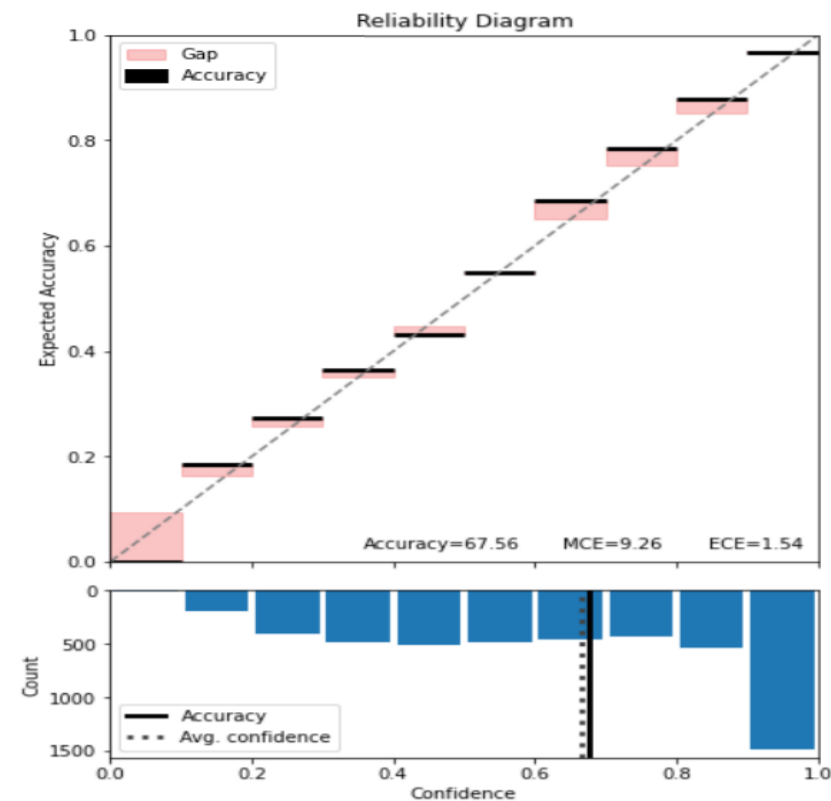 Reliability Diagram
1.0
Gap
Accuracy
0.8
0.6
Expected Accuracy
0.4
0.2
Accuracy=67.56 MCE=9.26 ECE=1.54
0.0
0
500
Count
1000
Accuracy
Avg. confidence
1500
0.0 0.2 0.4 0.6 0.8 1.0
Confidence